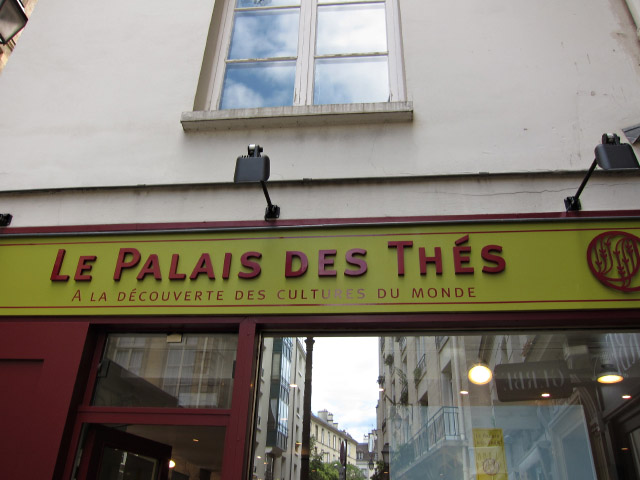 LE PALAIS DES THÉS
A LA DÉCOUVERTE DES CULTURES DU MONDE